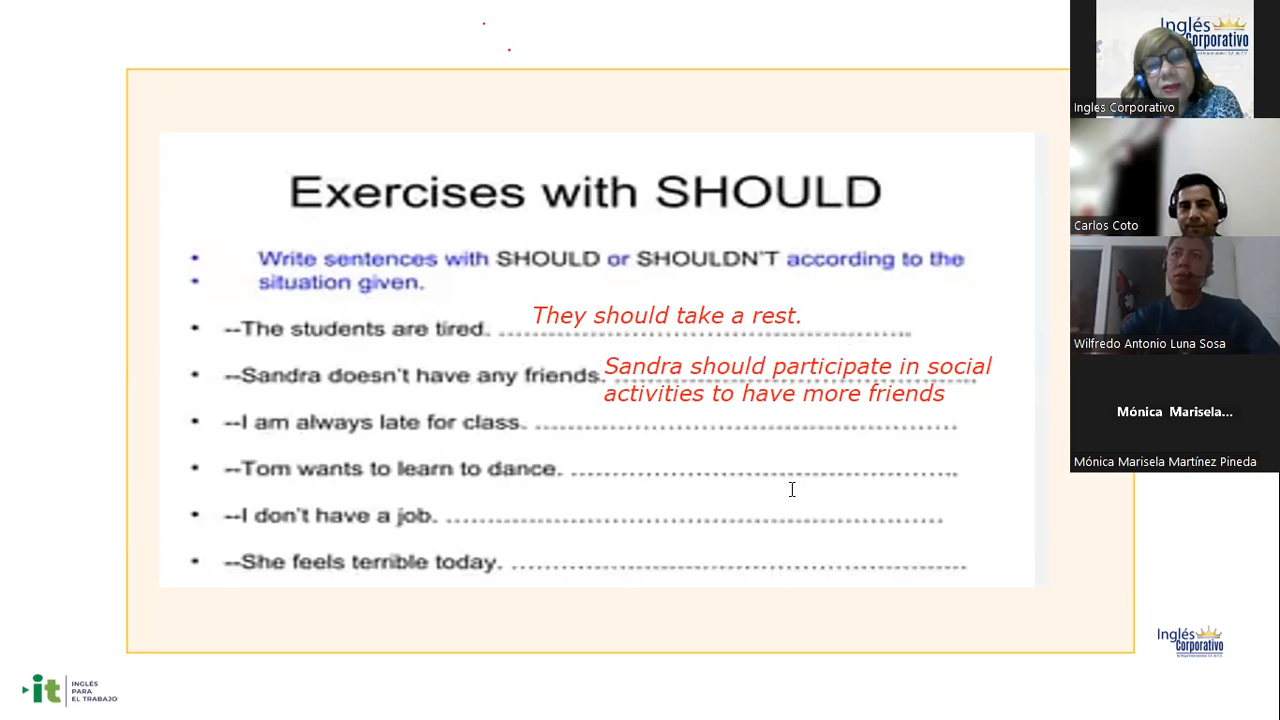 Exercises with SHOULD
• Write sentences with SHOULD or SHOULDN'T according to the
• situation given.
• --The students are tired. ........................................ They should take a rest.
• --Sandra doesn't have any friends. ........................................ Sandra should participate in social
activities to have more friends
• --I am always late for class. ........................................
• --Tom wants to learn to dance. ........................................
• --I don't have a job. ........................................
• --She feels terrible today. ........................................
Inglés
Corporativo
Ingles Corporativo
Carlos Coto
Wilfredo Antonio Luna Sosa
Mónica Marisela...
Mónica Marisela Martínez Pineda
Inglés
Corporativo
it
INGLÉS
PARA
EL TRABAJO